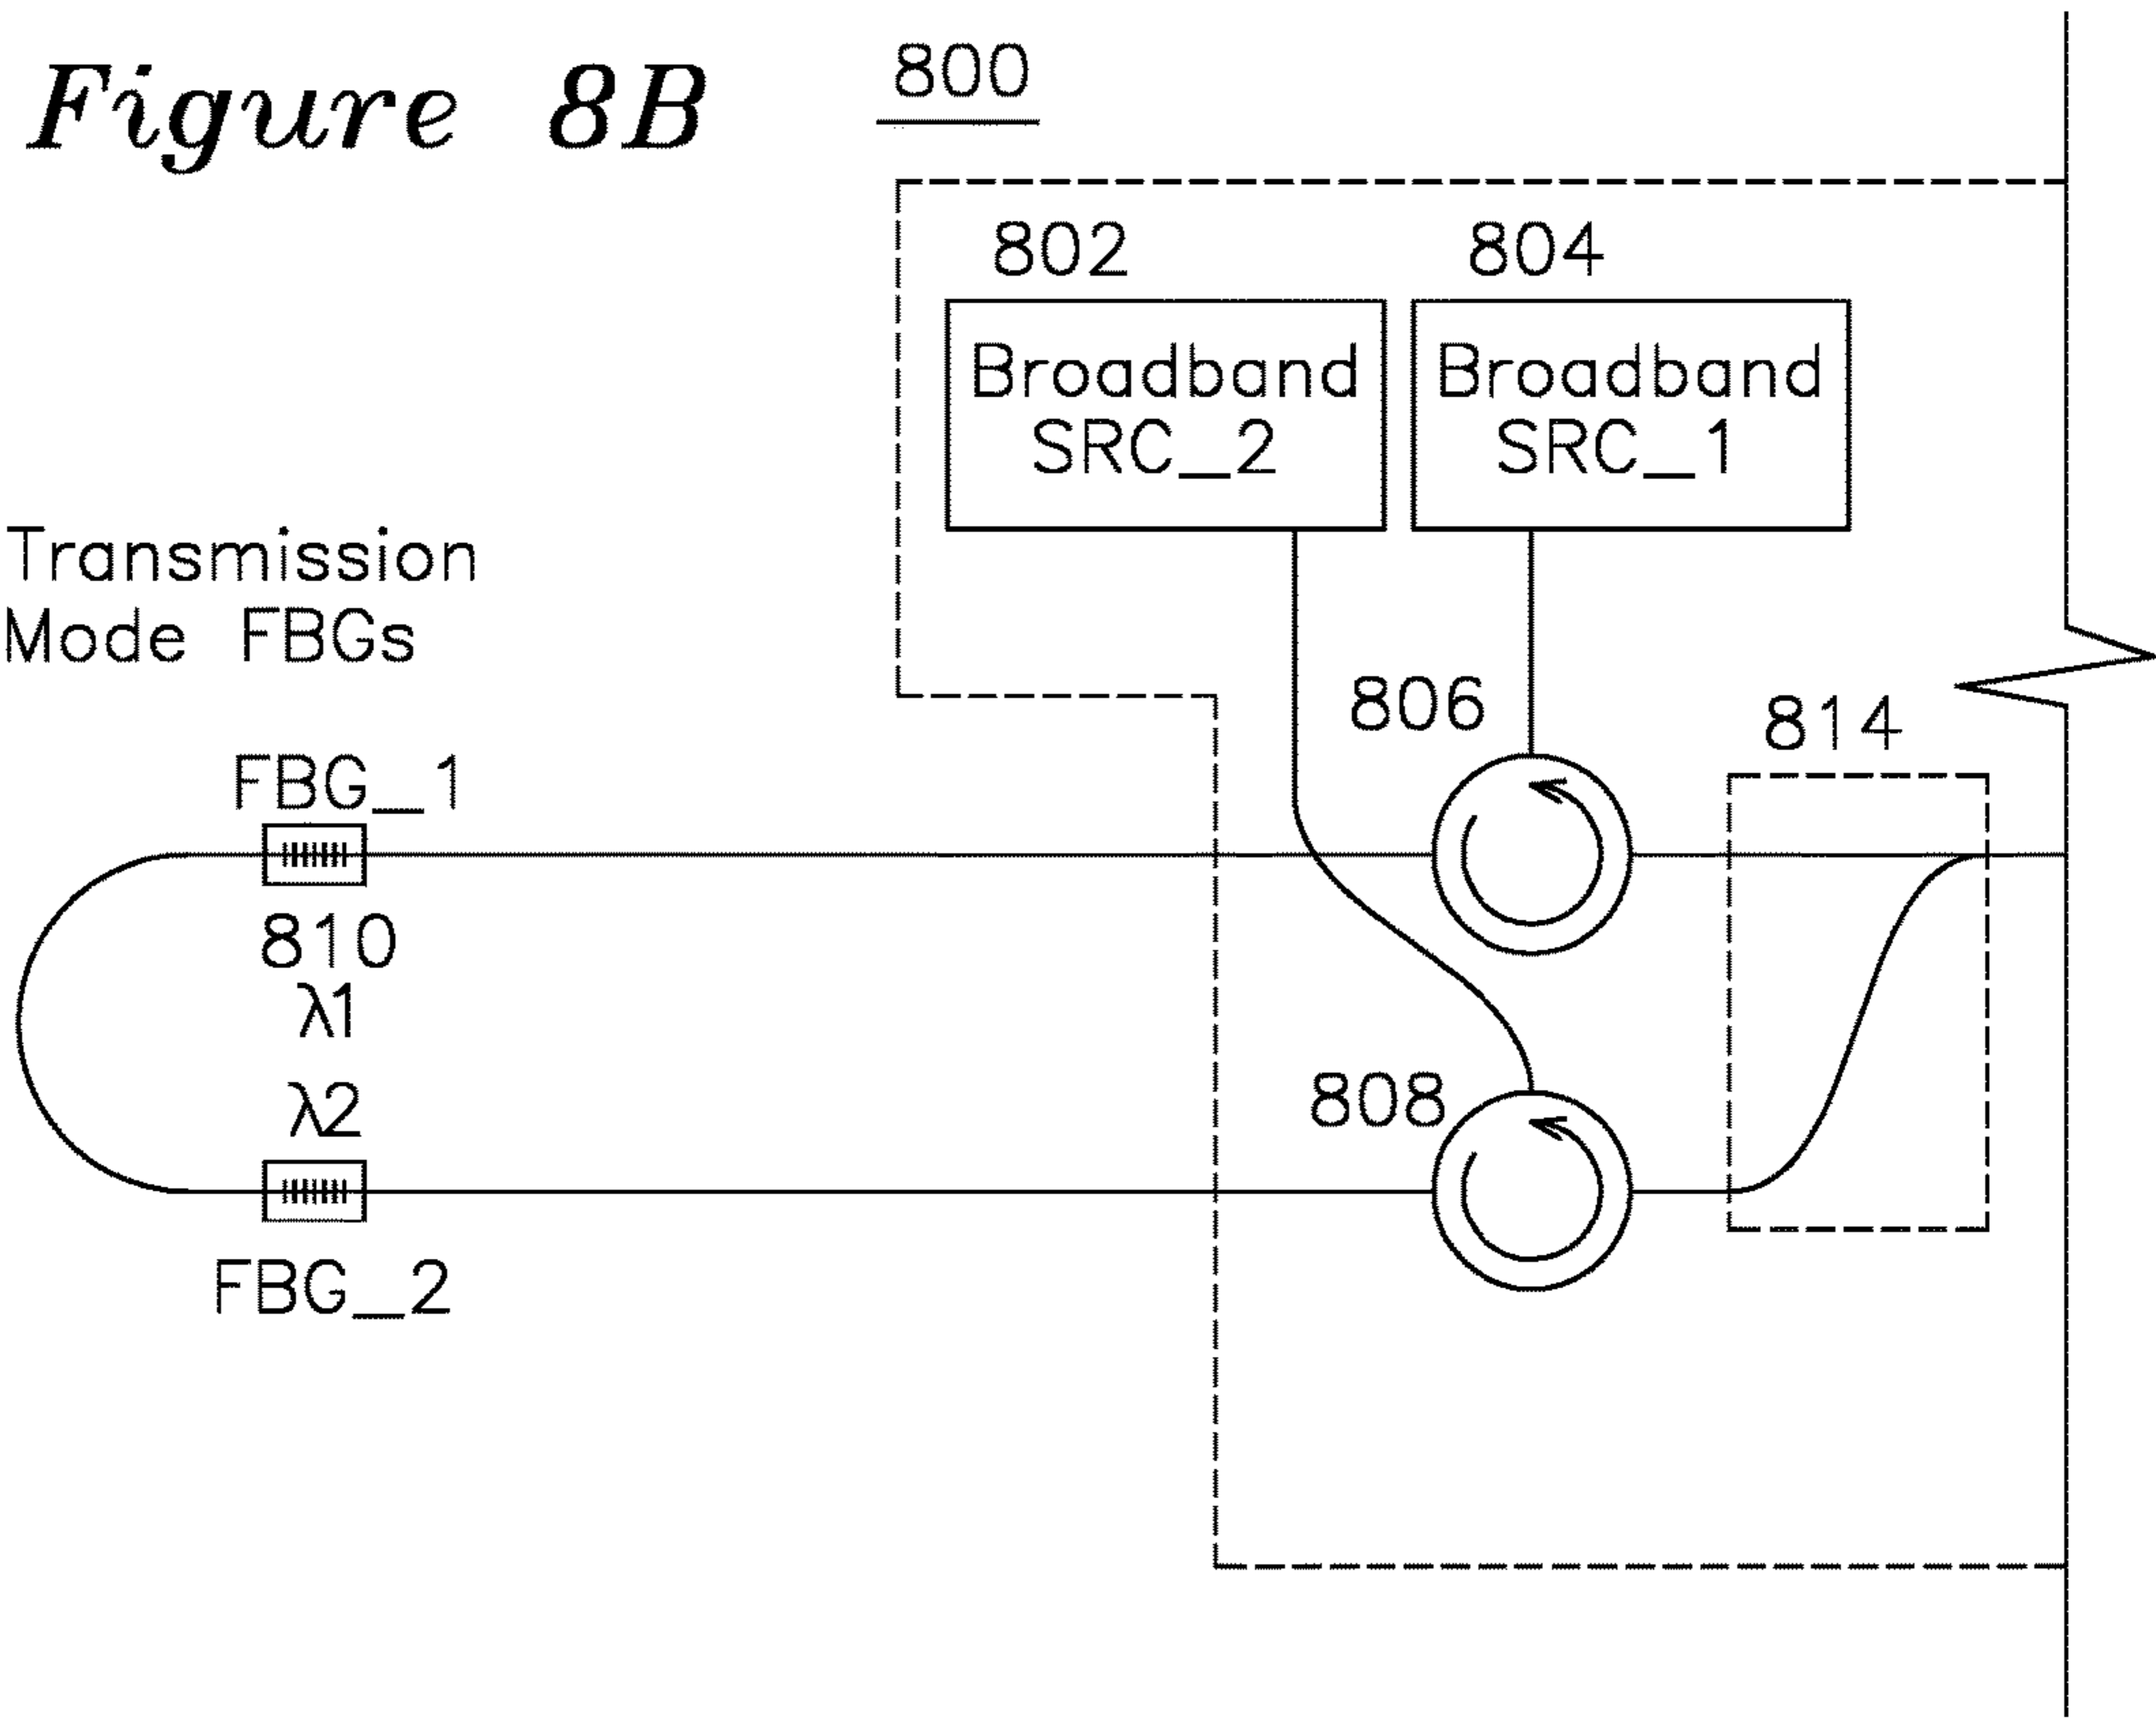 Figure 8B
800
802
804
Broadband
SRC_2
Broadband
SRC_1
Transmission
Mode FBGs
806
814
FBG_1
810
λ1
λ2
808
FBG_2